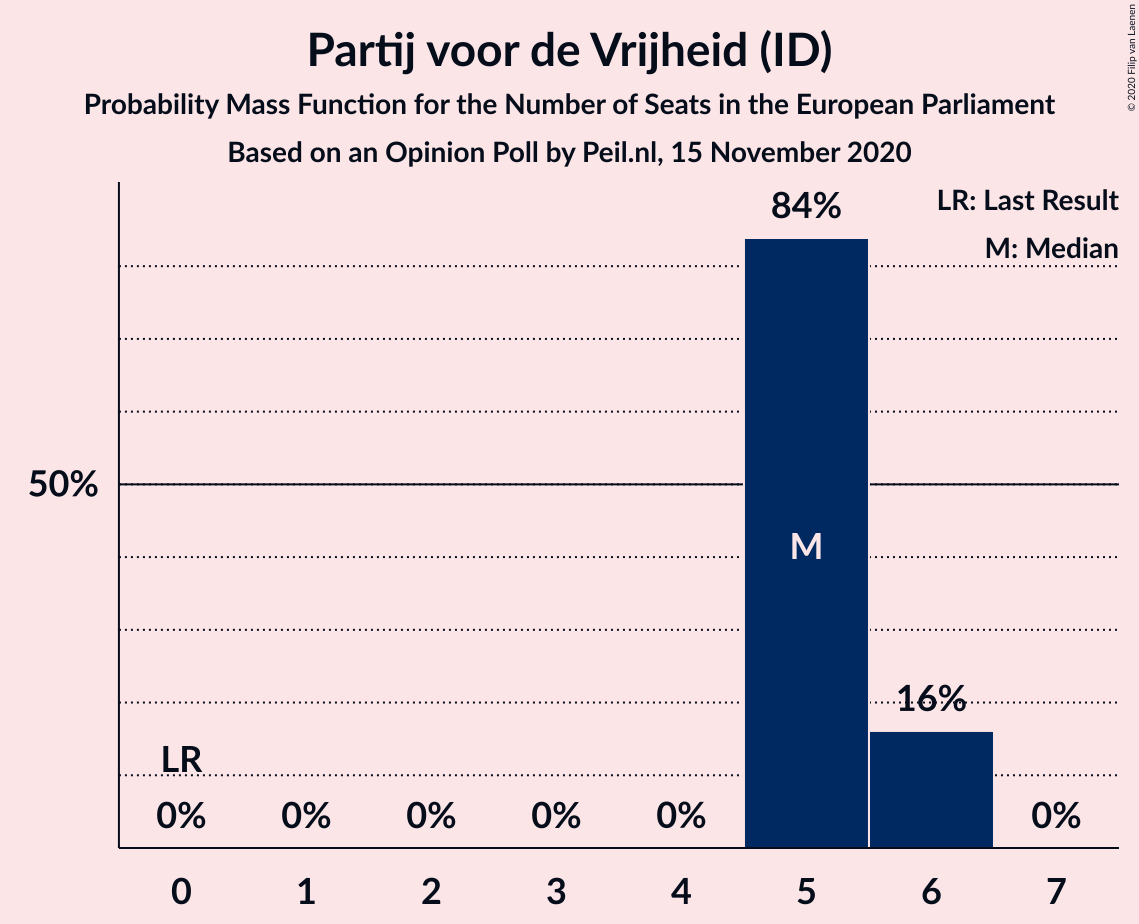 Partij voor de Vrijheid (ID)
Probability Mass Function for the Number of Seats in the European Parliament
Based on an Opinion Poll by Peil.nl, 15 November 2020
© 2020 Filip van Laenen
LR: Last Result
M: Median
84%
50%
M
16%
LR
0% 0% 0% 0% 0% 0%
0 1 2 3 4 5 6 7